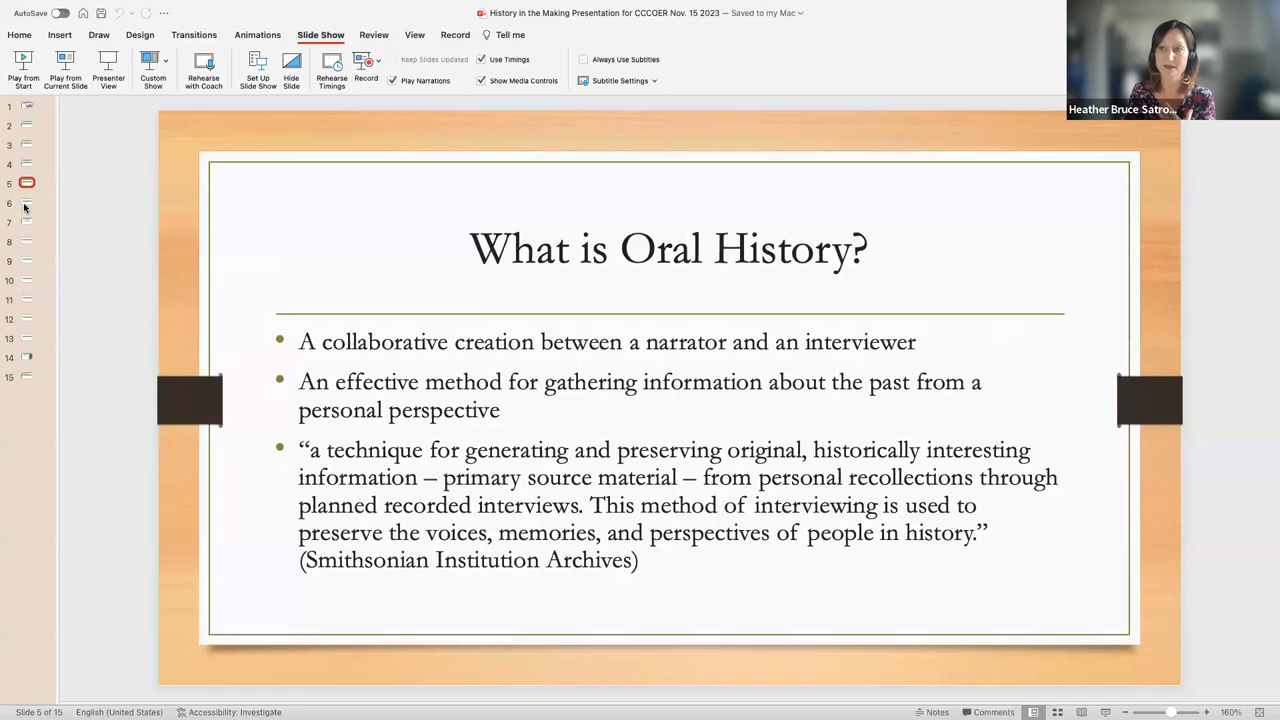 AutoSave
History in the Making Presentation for CCCOER Nov. 15 2023 — Saved to my Mac
Home Insert Draw Design Transitions Animations Slide Show Review View Record Tell me
Play from Start
Play from Current Slide
Presenter View
Custom Show
Rehearse with Coach
Set Up Slide Show
Hide Slide
Rehearse Timings
Record
Keep Slides Updated
Use Timings
Play Narrations
Show Media Controls
Always Use Subtitles
Subtitle Settings
Heather Bruce Satro...
1
2
3
4
5
6
7
8
9
10
11
12
13
14
15
What is Oral History?
• A collaborative creation between a narrator and an interviewer
• An effective method for gathering information about the past from a
personal perspective
• “a technique for generating and preserving original, historically interesting
information – primary source material – from personal recollections through
planned recorded interviews. This method of interviewing is used to
preserve the voices, memories, and perspectives of people in history.”
(Smithsonian Institution Archives)
Slide 5 of 15 English (United States) Accessibility: Investigate Notes Comments 160%